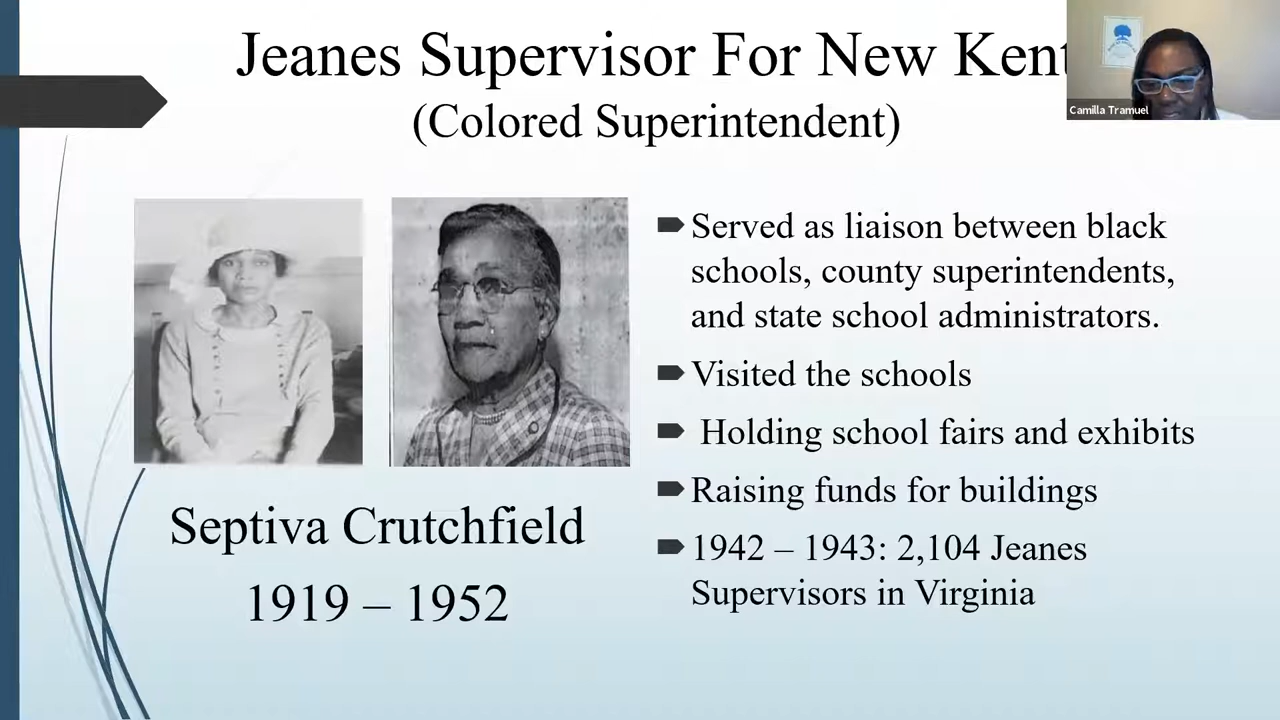 Jeanes Supervisor For New Kent
(Colored Superintendent)
Camilla Tramuel
Served as liaison between black
schools, county superintendents,
and state school administrators.
Visited the schools
Holding school fairs and exhibits
Raising funds for buildings
1942 – 1943: 2,104 Jeanes
Supervisors in Virginia
Septiva Crutchfield
1919 – 1952